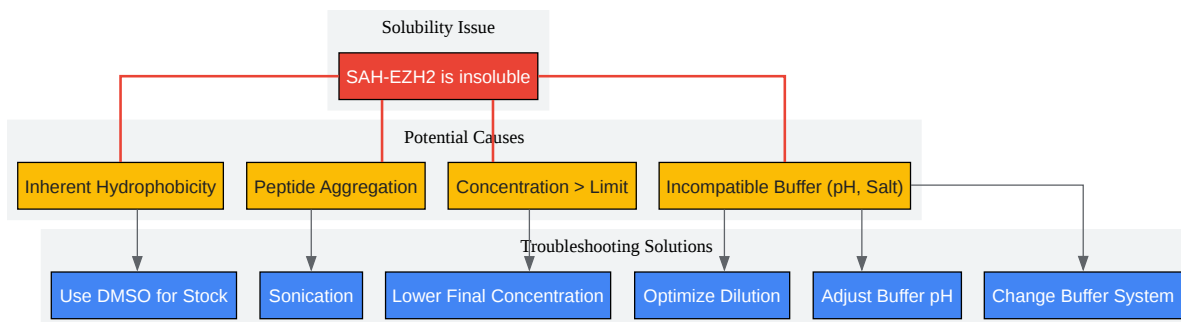 Solubility Issue
SAH-EZH2 is insoluble
Potential Causes
Inherent Hydrophobicity
Peptide Aggregation
Concentration > Limit
Incompatible Buffer (pH, Salt)
Troubleshooting Solutions
Use DMSO for Stock
Sonication
Lower Final Concentration
Optimize Dilution
Adjust Buffer pH
Change Buffer System